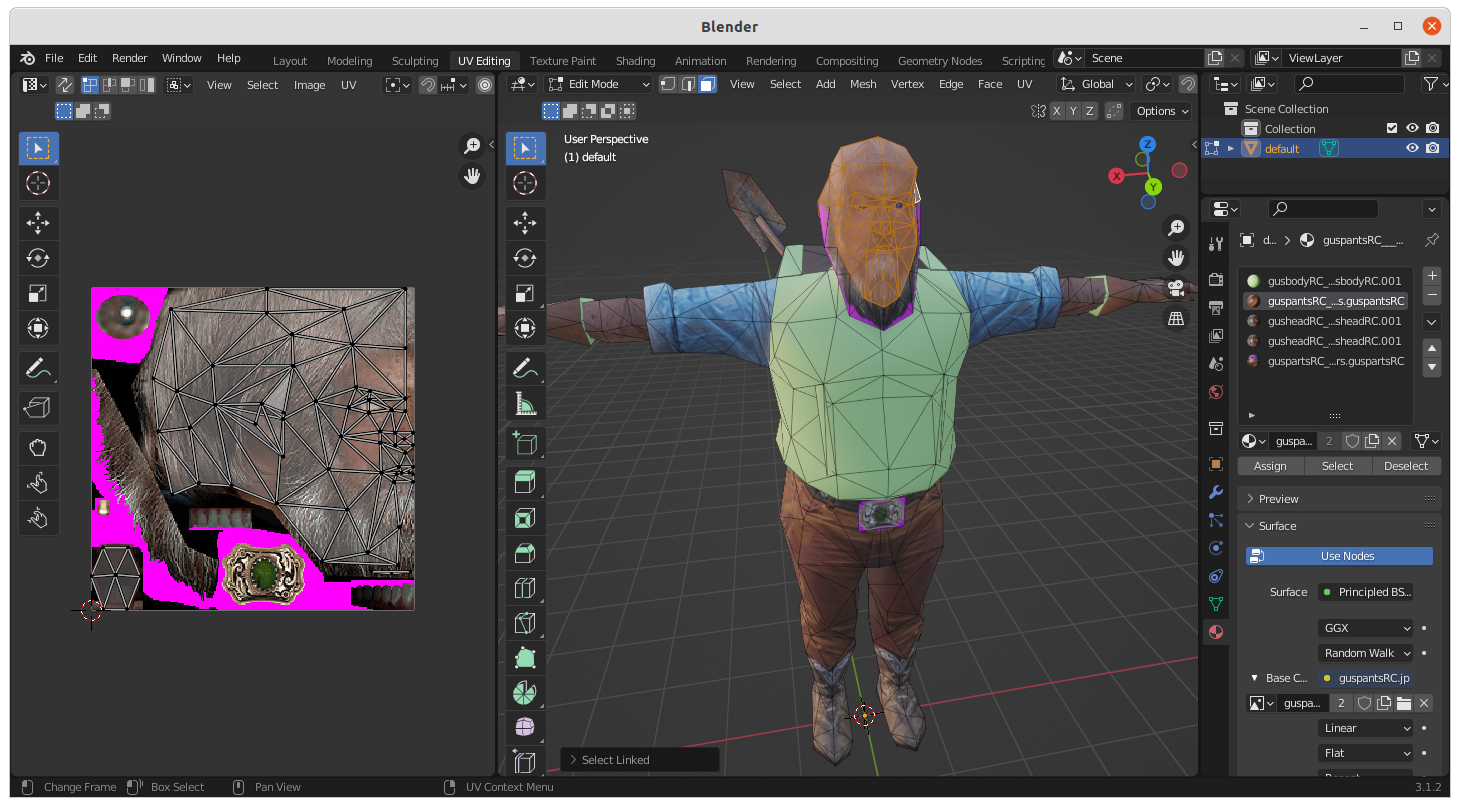 Blender
File Edit Render Window Help Layout Modeling Sculpting UV Editing Texture Paint Shading Animation Rendering Compositing Geometry Nodes Scripting Scene ViewLayer
View Select Image UV Edit Mode View Select Add Mesh Vertex Edge Face UV Global
X Y Z Options
Scene Collection
Collection
default
User Perspective
(1) default
Z
X
Y
d... guspantsRC___...
gusbodyRC_...sbodyRC.001
guspantsRC_...s.guspantsRC
gusheadRC_...sheadRC.001
gusheadRC_...sheadRC.001
guspartsRC_...rs.guspartsRC
guspa... 2
Assign Select Deselect
Preview
Surface
Use Nodes
Surface Principled BS...
GGX
Random Walk
Base C... guspantsRC.jp
guspa... 2
Linear
Flat
Select Linked
Change Frame Box Select Pan View UV Context Menu 3.1.2